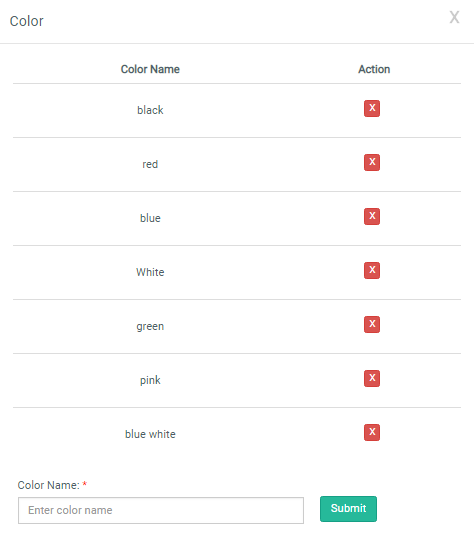 Color X
Color Name Action
black X
red X
blue X
White X
green X
pink X
blue white X
Color Name: *
Enter color name Submit